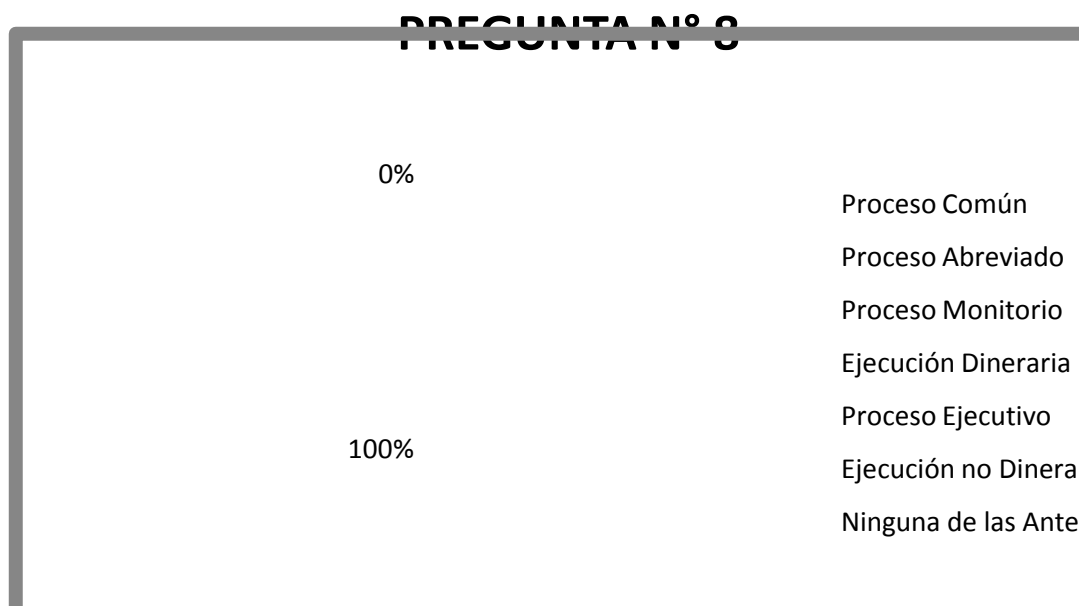 PREGUNTA N° 8
0%
Proceso Común
Proceso Abreviado
Proceso Monitorio
Ejecución Dineraria
Proceso Ejecutivo
100%
Ejecución no Dinera
Ninguna de las Ante